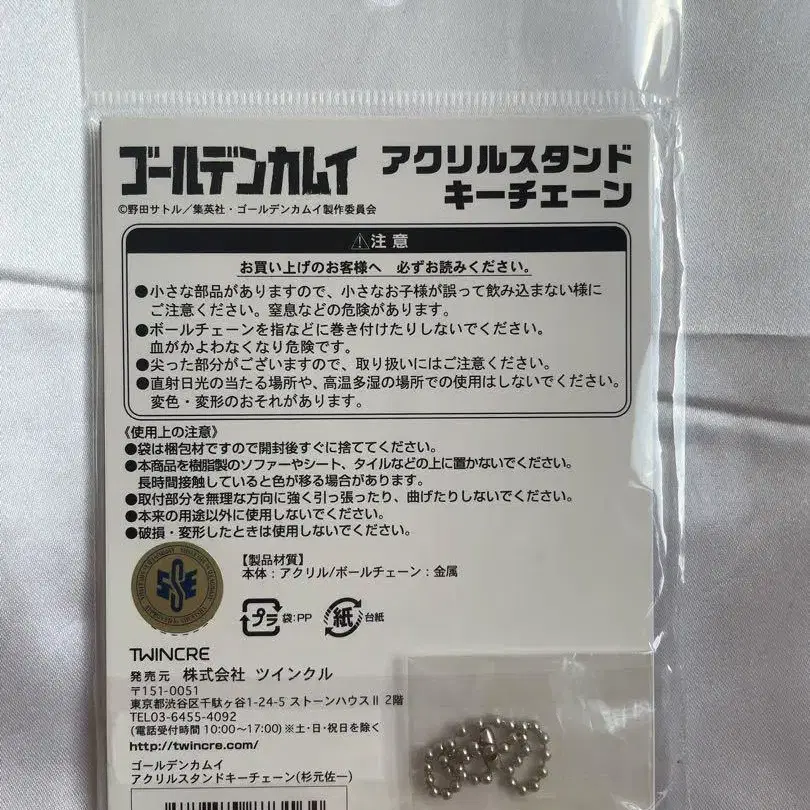 ゴールデンカムイ アクリルスタンド
キーチェーン
©野田サトル／集英社・ゴールデンカムイ製作委員会
⚠注意
お買い上げのお客様へ 必ずお読みください。
●小さな部品がありますので、小さなお子様が誤って飲み込まない様に
ご注意ください。窒息などの危険があります。
●ボールチェーンを指などに巻き付けたりしないでください。
血がかよわなくなり危険です。
●尖った部分がございますので、取り扱いにはご注意ください。
●直射日光の当たる場所や、高温多湿の場所での使用はしないでください。
変色・変形のおそれがあります。
《使用上の注意》
●袋は梱包材ですので開封後すぐに捨ててください。
●本商品を樹脂製のソファーやシート、タイルなどの上に置かないでください。
長時間接触していると色が移る場合があります。
●取付部分を無理な方向に強く引っ張ったり、曲げたりしないでください。
●本来の用途以外に使用しないでください。
●破損・変形したときは使用しないでください。
【製品材質】
本体：アクリル/ボールチェーン：金属
プラ 袋：PP 紙 台紙
TWINCRE
発売元 株式会社 ツインクル
〒151-0051
東京都渋谷区千駄ヶ谷1-24-5 ストーンハウスⅡ 2階
TEL03-6455-4092
(電話受付時間 10:00〜17:00)※土・日・祝日を除く
http://twincre.com/
ゴールデンカムイ
アクリルスタンドキーチェーン(杉元佐一)